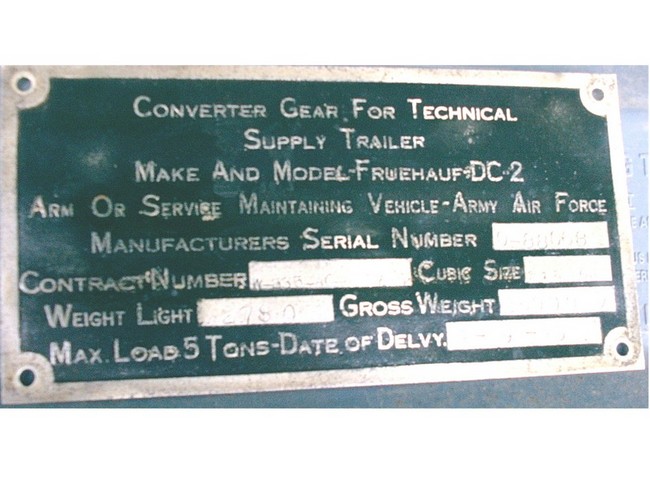 CONVERTER GEAR FOR TECHNICAL
SUPPLY TRAILER
MAKE AND MODEL-FRUEHAUF-DC-2
ARM OR SERVICE MAINTAINING VEHICLE-ARMY AIR FORCE
MANUFACTURERS SERIAL NUMBER
CONTRACT NUMBER CUBIC SIZE
WEIGHT LIGHT 2780 GROSS WEIGHT
MAX. LOAD 5 TONS-DATE OF DELVY.